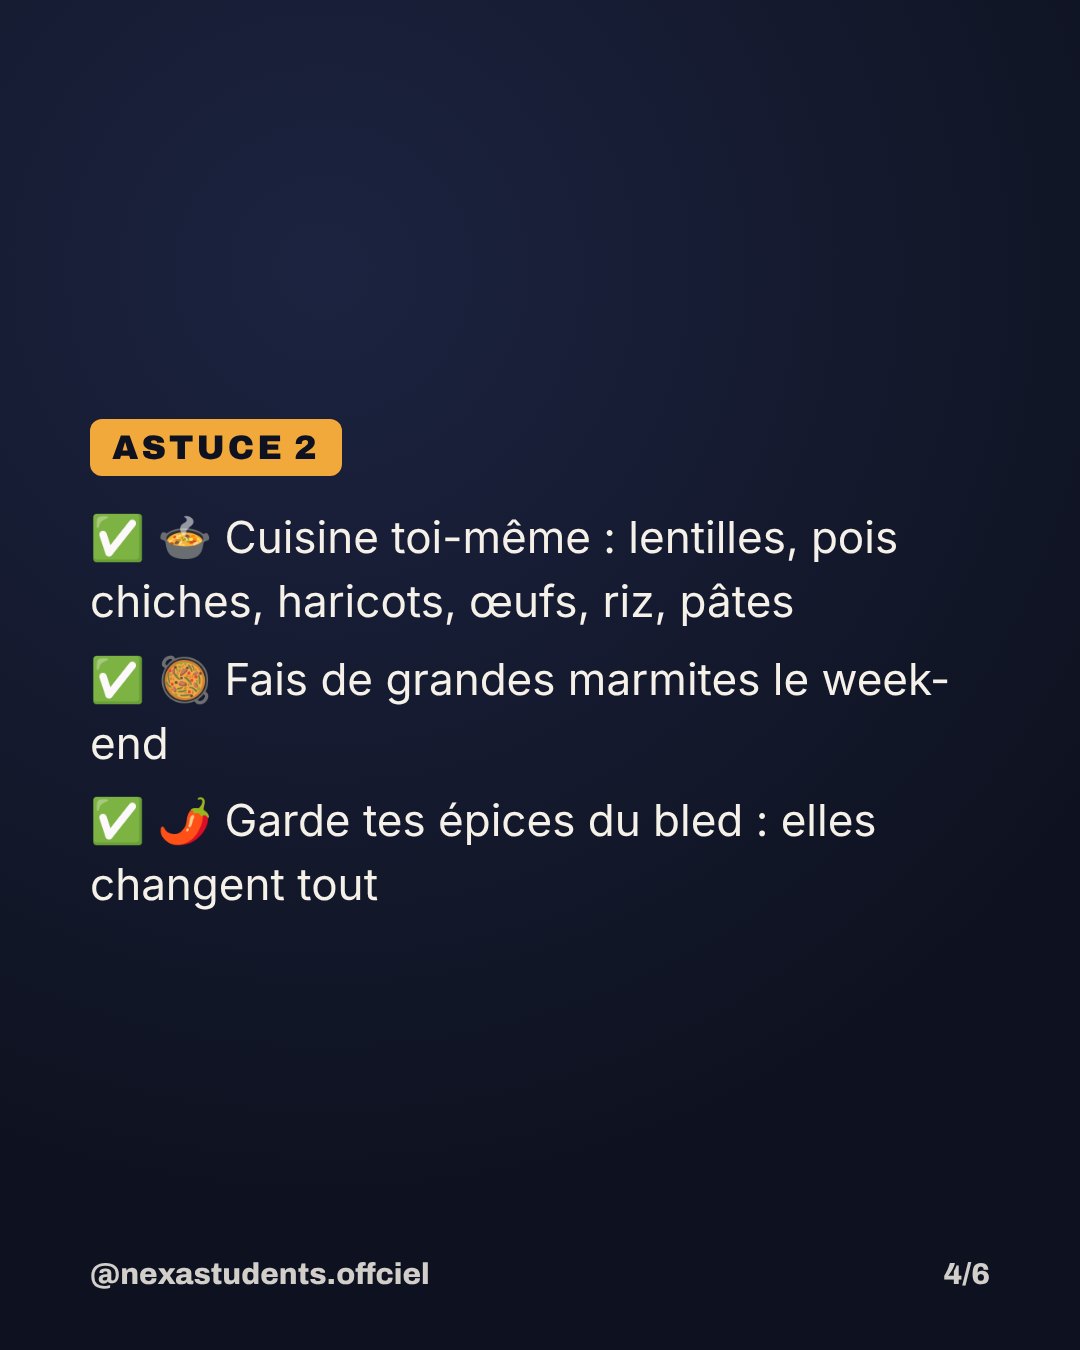 ASTUCE 2
✅ 🍲 Cuisine toi-même : lentilles, pois
chiches, haricots, œufs, riz, pâtes
✅ 🥘 Fais de grandes marmites le week-
end
✅ 🌶️ Garde tes épices du bled : elles
changent tout
@nexastudents.offciel
4/6